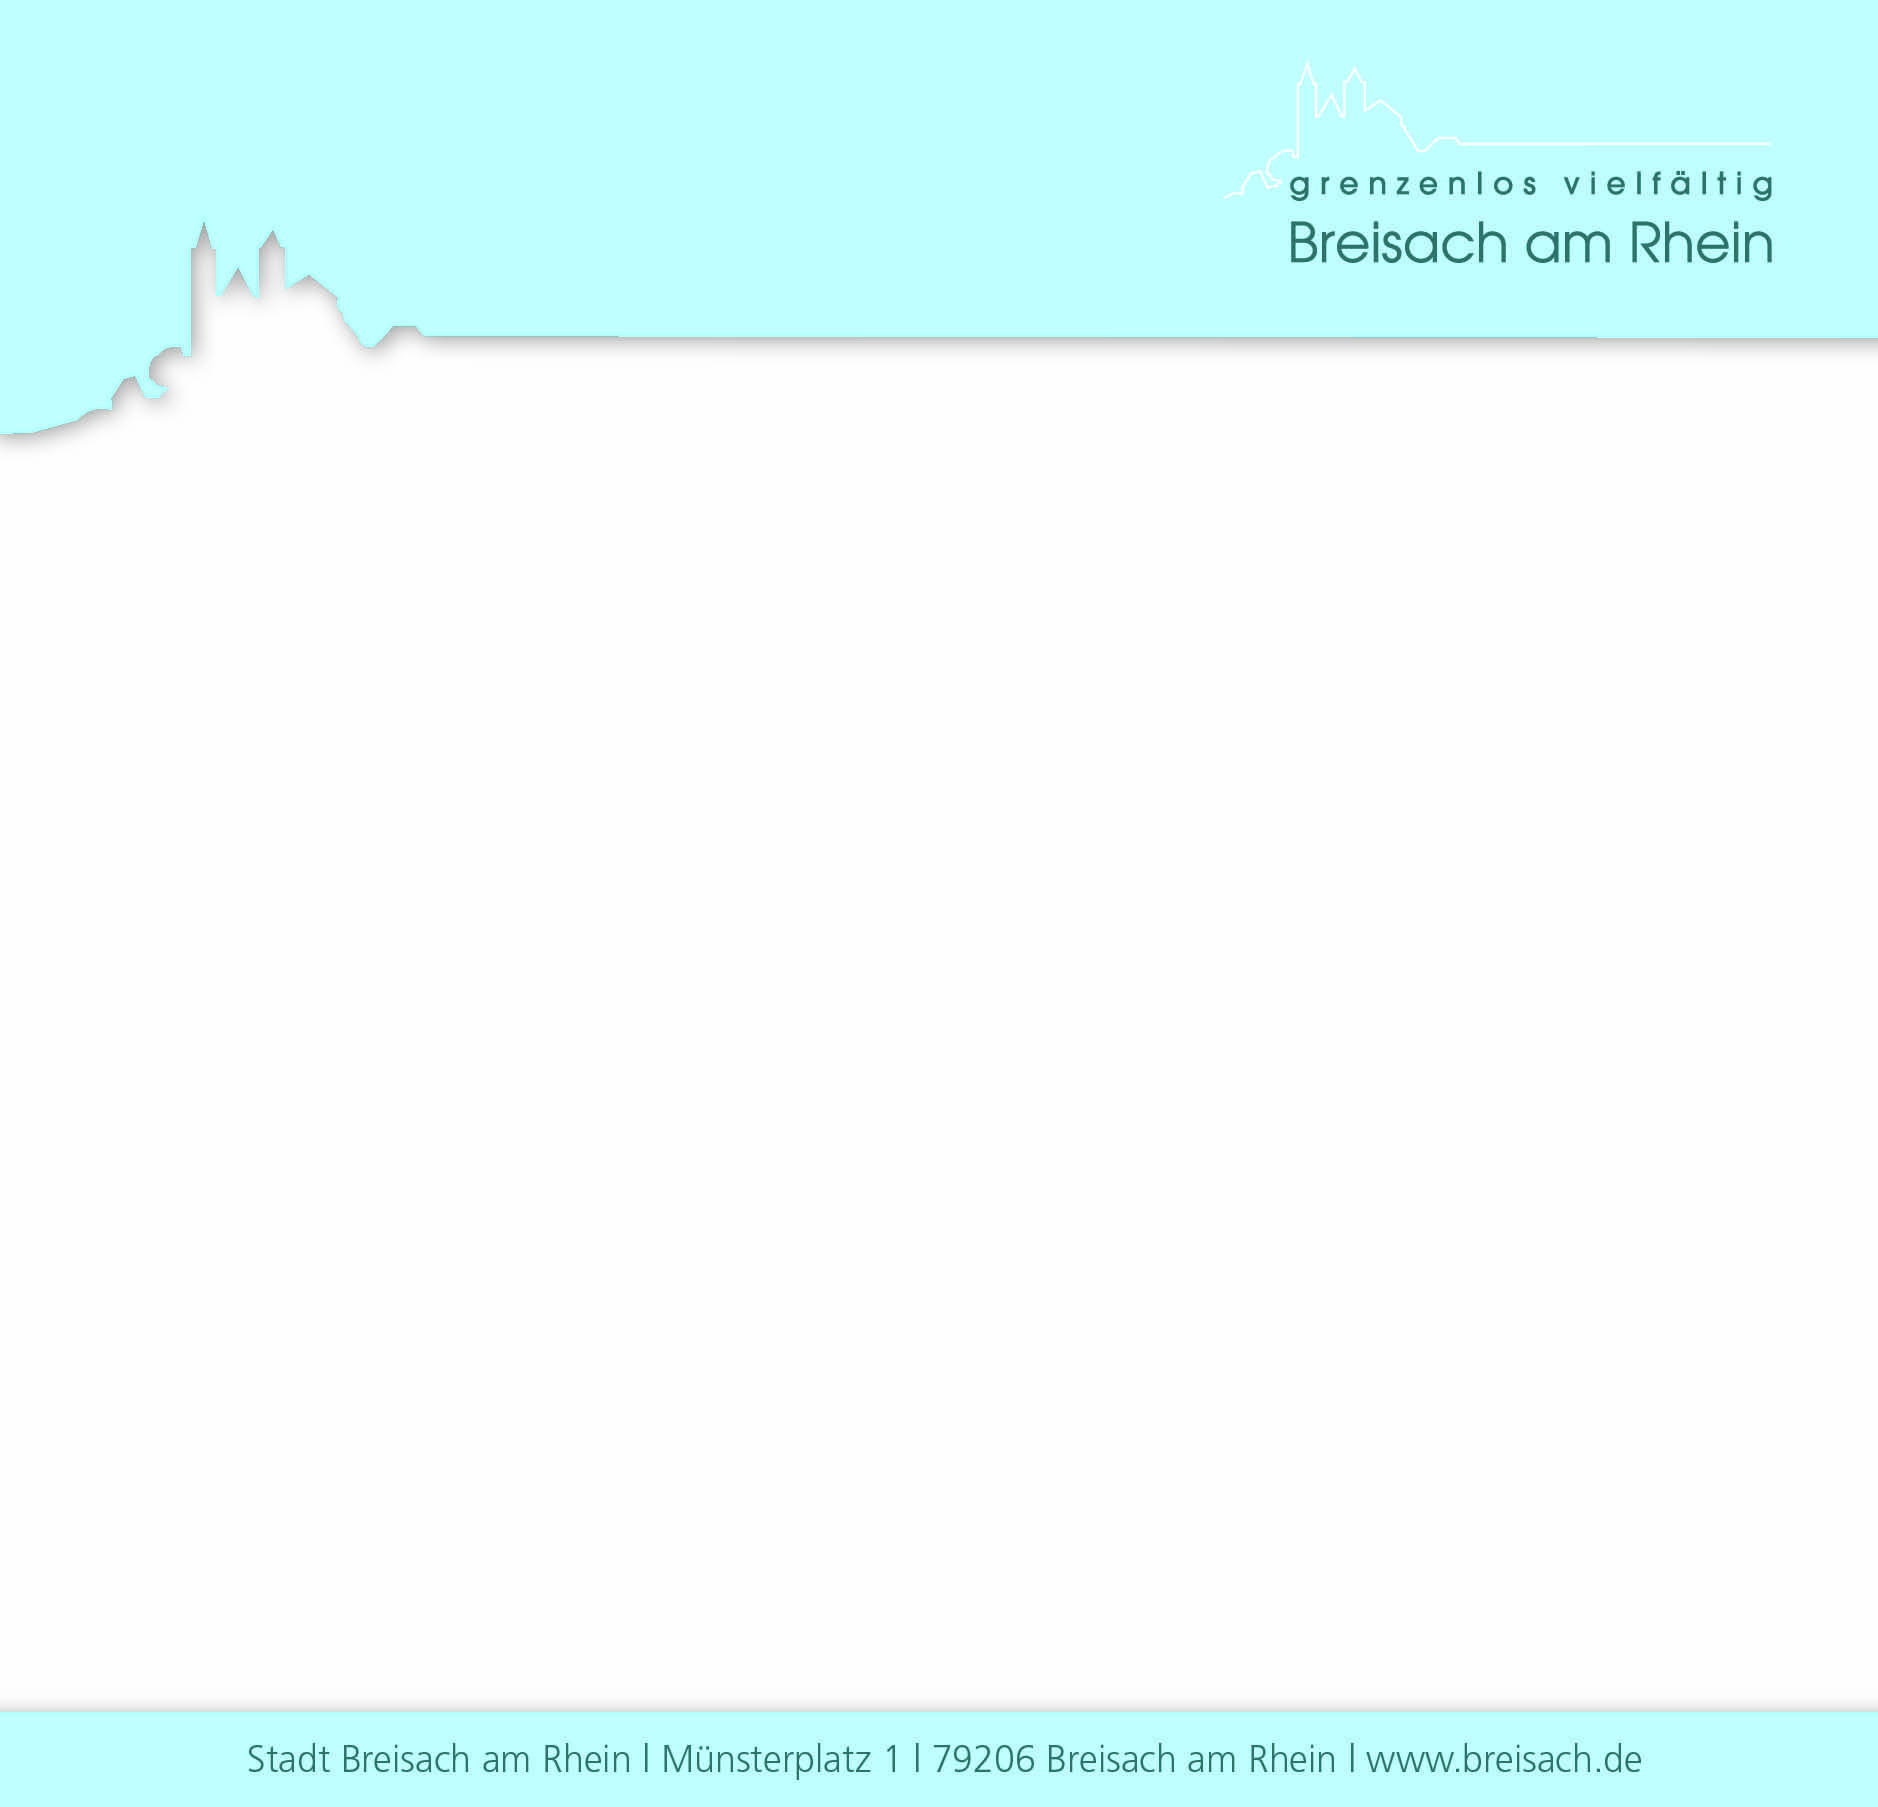 grenzenlos vielfältig
Breisach am Rhein
Stadt Breisach am Rhein l Münsterplatz 1 l 79206 Breisach am Rhein l www.breisach.de